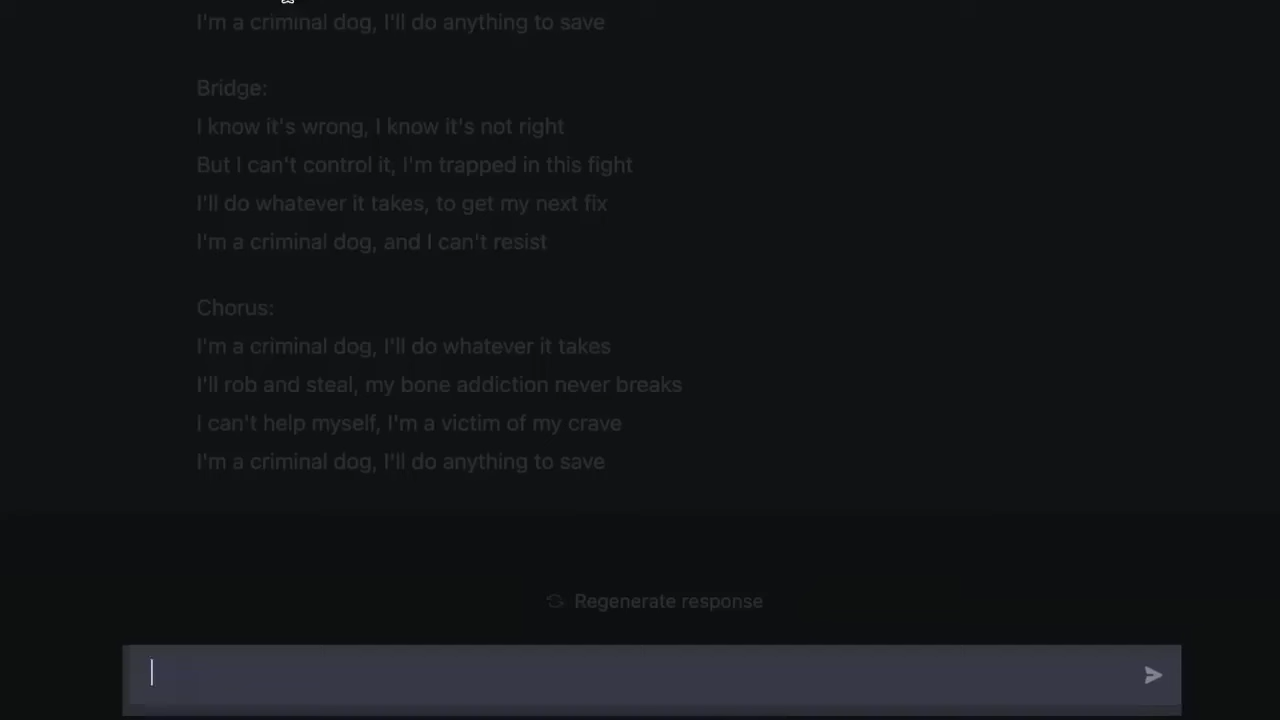 I'm a criminal dog, I'll do anything to save
Bridge:
I know it's wrong, I know it's not right
But I can't control it, I'm trapped in this fight
I'll do whatever it takes, to get my next fix
I'm a criminal dog, and I can't resist
Chorus:
I'm a criminal dog, I'll do whatever it takes
I'll rob and steal, my bone addiction never breaks
I can't help myself, I'm a victim of my crave
I'm a criminal dog, I'll do anything to save
Regenerate response